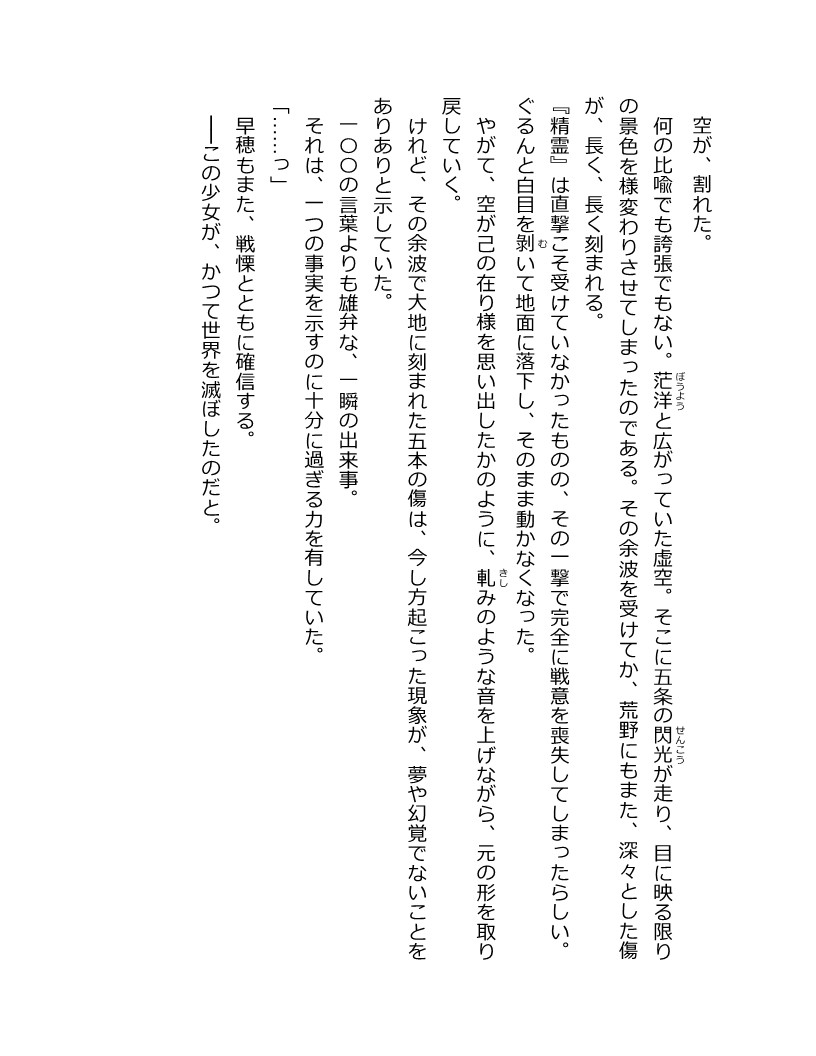 空が、割れた。
何の比喩でも誇張でもない。茫洋と広がっていた虚空。そこに五条の閃光が走り、目に映る限り
の景色を様変わりさせてしまったのである。その余波を受けてか、荒野にもまた、深々とした傷
が、長く、長く刻まれる。
『精霊』は直撃こそ受けていなかったものの、その一撃で完全に戦意を喪失してしまったらしい。
ぐるんと白目を剝いて地面に落下し、そのまま動かなくなった。
やがて、空が己の在り様を思い出したかのように、軋みのような音を上げながら、元の形を取り
戻していく。
けれど、その余波で大地に刻まれた五本の傷は、今し方起こった現象が、夢や幻覚でないことを
ありありと示していた。
一〇〇の言葉よりも雄弁な、一瞬の出来事。
それは、一つの事実を示すのに十分に過ぎる力を有していた。
「……っ」
早穂もまた、戦慄とともに確信する。
――この少女が、かつて世界を滅ぼしたのだと。